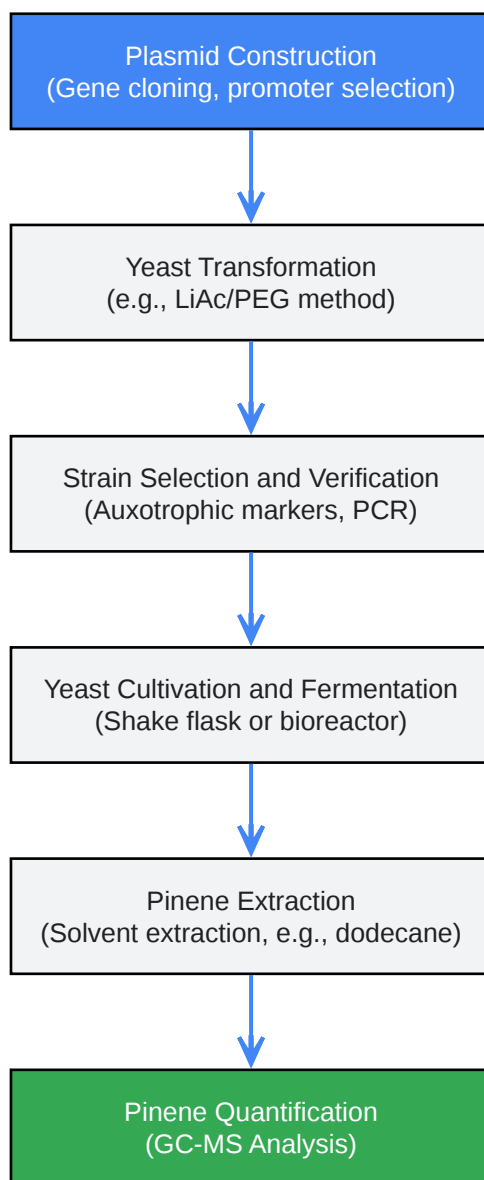 Plasmid Construction
(Gene cloning, promoter selection)
Yeast Transformation
(e.g., LiAc/PEG method)
Strain Selection and Verification
(Auxotrophic markers, PCR)
Yeast Cultivation and Fermentation
(Shake flask or bioreactor)
Pinene Extraction
(Solvent extraction, e.g., dodecane)
Pinene Quantification
(GC-MS Analysis)